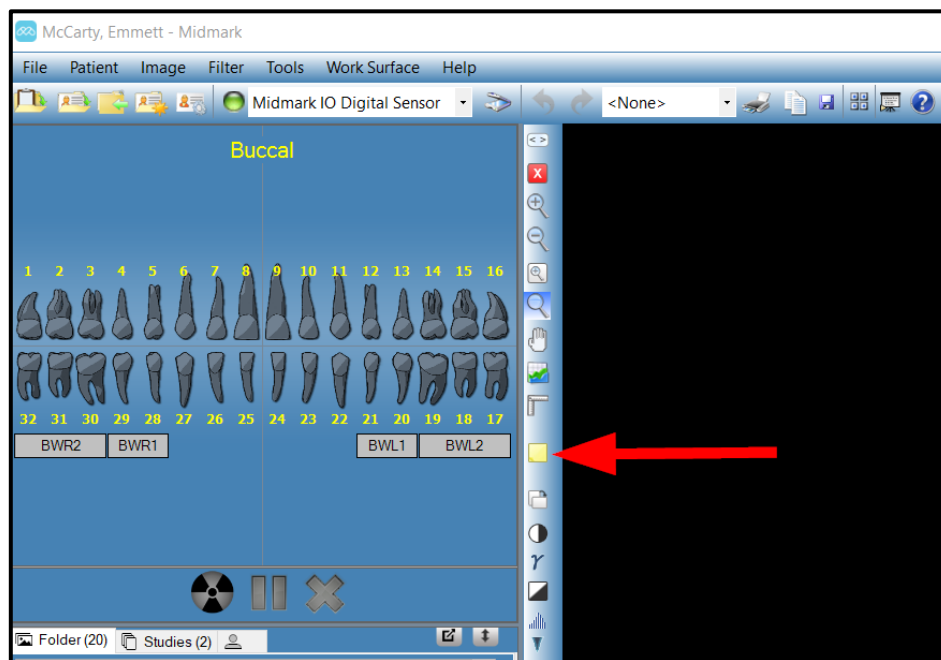 McCarty, Emmett - Midmark
File Patient Image Filter Tools Work Surface Help
Midmark IO Digital Sensor <None>
Buccal
1 2 3 4 5 6 7 8 9 10 11 12 13 14 15 16
32 31 30 29 28 27 26 25 24 23 22 21 20 19 18 17
BWR2 BWR1 BWL1 BWL2
Folder (20) Studies (2)